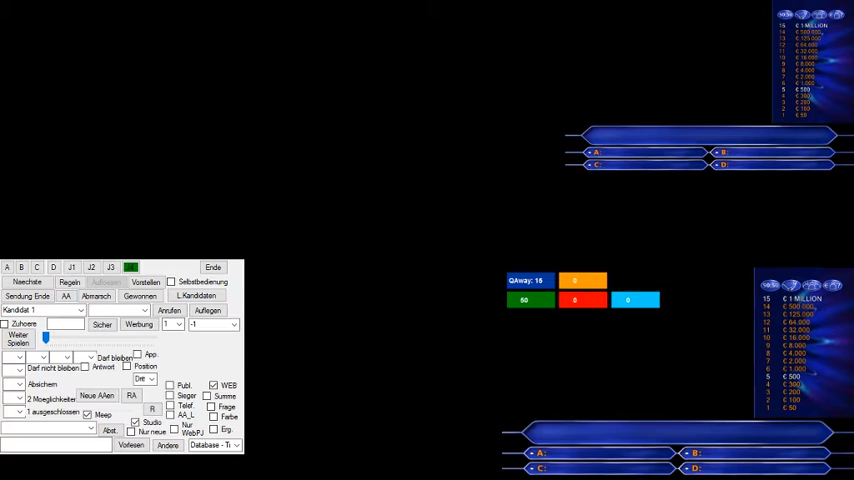 50:50
15 € 1 MILLION
14 € 500.000
13 € 125.000
12 € 64.000
11 € 32.000
10 € 16.000
9 € 8.000
8 € 4.000
7 € 2.000
6 € 1.000
5 € 500
4 € 300
3 € 200
2 € 100
1 € 50
A: B:
C: D:
A B C D J1 J2 J3 Ende
Naechste Regeln Aufloesen Vorstellen Selbstbedienung
Sendung Ende AA Abmarsch Gewonnen L.Kandidaten
Kandidat 1 Anrufen Auflegen
Zuhoere Sicher Werbung 1 -1
Weiter
Spielen
Darf bleiben App.
Darf nicht bleiben Antwort Position
Dritt
Absichern Publ. WEB
2 Moeglichkeiten Neue AAen RA Sieger Summe
1 ausgeschlossen R Telef. Frage
Meep AA_L Farbe
Studio
Abst. Nur neue Nur WebPJ Erg.
Vorlesen Andere Database - Tr
QAway: 15 0
50 0 0
50:50
15 € 1 MILLION
14 € 500.000
13 € 125.000
12 € 64.000
11 € 32.000
10 € 16.000
9 € 8.000
8 € 4.000
7 € 2.000
6 € 1.000
5 € 500
4 € 300
3 € 200
2 € 100
1 € 50
A: B:
C: D: